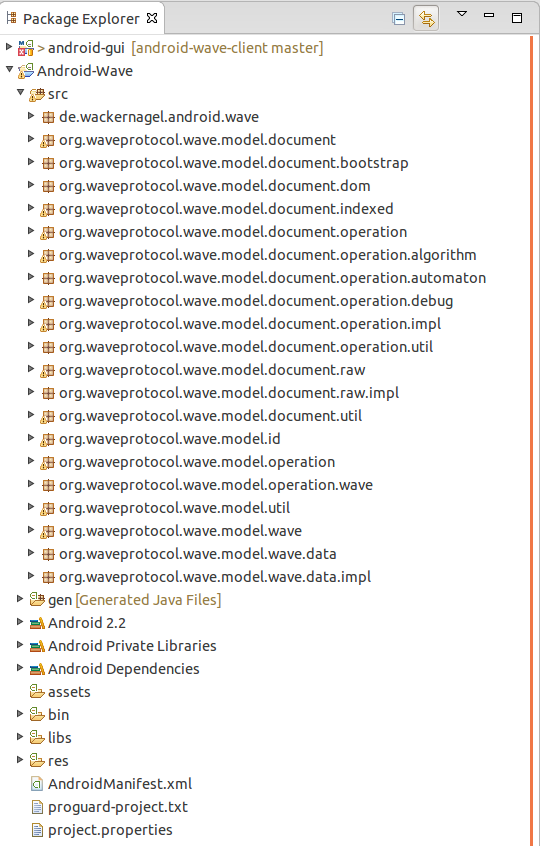 Package Explorer
> android-gui [android-wave-client master]
Android-Wave
src
de.wackernagel.android.wave
org.waveprotocol.wave.model.document
org.waveprotocol.wave.model.document.bootstrap
org.waveprotocol.wave.model.document.dom
org.waveprotocol.wave.model.document.indexed
org.waveprotocol.wave.model.document.operation
org.waveprotocol.wave.model.document.operation.algorithm
org.waveprotocol.wave.model.document.operation.automaton
org.waveprotocol.wave.model.document.operation.debug
org.waveprotocol.wave.model.document.operation.impl
org.waveprotocol.wave.model.document.operation.util
org.waveprotocol.wave.model.document.raw
org.waveprotocol.wave.model.document.raw.impl
org.waveprotocol.wave.model.document.util
org.waveprotocol.wave.model.id
org.waveprotocol.wave.model.operation
org.waveprotocol.wave.model.operation.wave
org.waveprotocol.wave.model.util
org.waveprotocol.wave.model.wave
org.waveprotocol.wave.model.wave.data
org.waveprotocol.wave.model.wave.data.impl
gen [Generated Java Files]
Android 2.2
Android Private Libraries
Android Dependencies
assets
bin
libs
res
AndroidManifest.xml
proguard-project.txt
project.properties